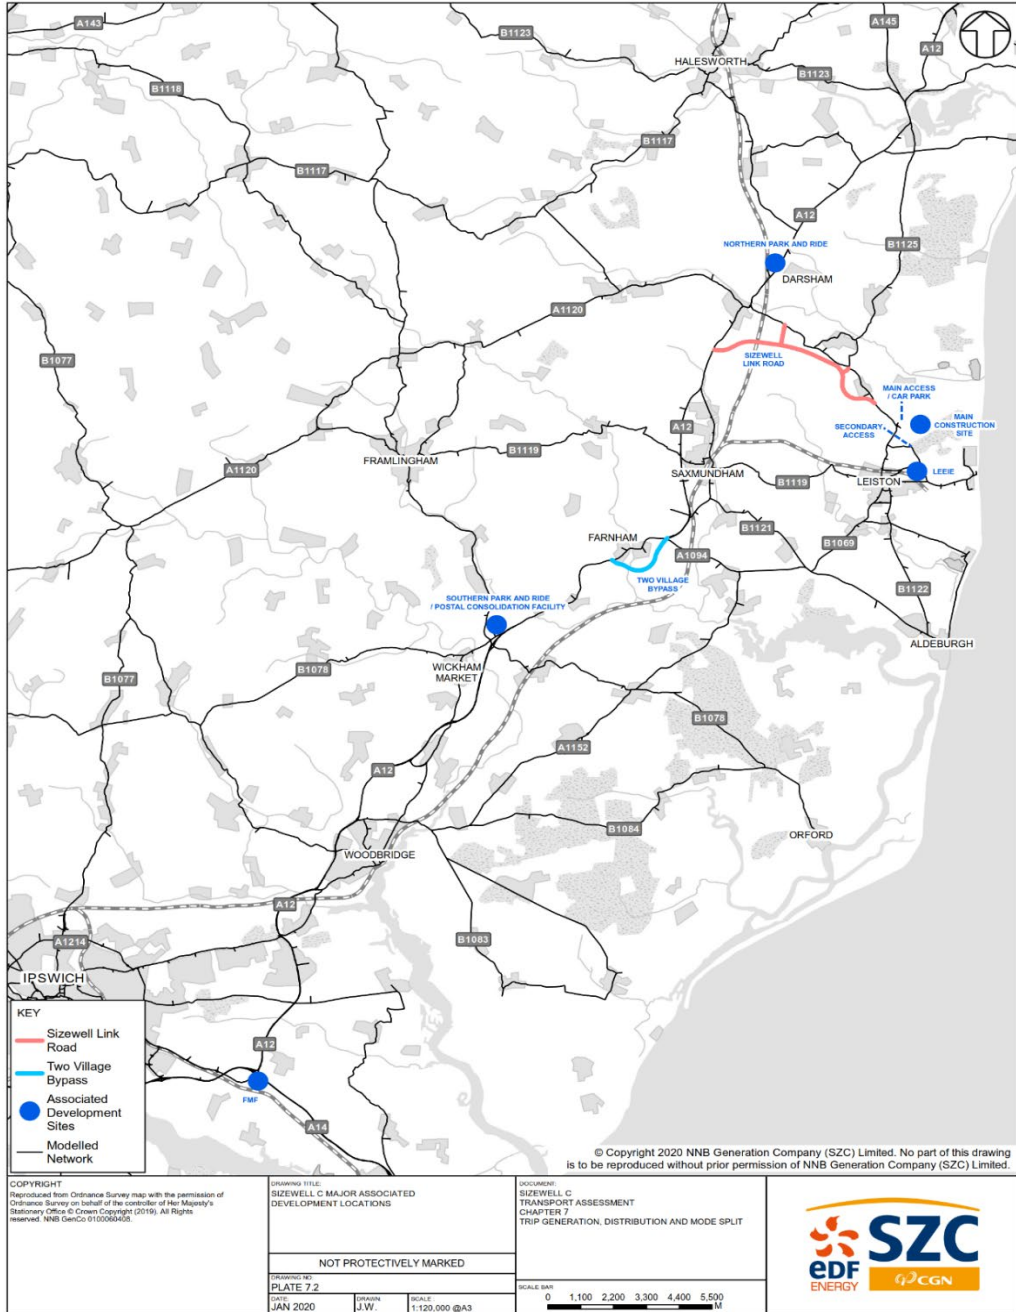 A143
B1123
A145
A12
HALESWORTH
B1123
B1118
B1117
B1117
A12
B1125
NORTHERN PARK AND RIDE
DARSHAM
A1120
B1077
SIZEWELL
LINK ROAD
MAIN ACCESS
/ CAR PARK
MAIN
CONSTRUCTION
SITE
SECONDARY
ACCESS
A12
B1119
FRAMLINGHAM
A1120
SAXMUNDHAM
LEEIE
B1119
LEISTON
B1121
FARNHAM
B1069
A1094
TWO VILLAGE
BYPASS
B1122
SOUTHERN PARK AND RIDE
/ POSTAL CONSOLIDATION FACILITY
ALDEBURGH
WICKHAM
MARKET
B1078
B1077
B1078
A1152
A12
B1084
ORFORD
WOODBRIDGE
A12
A1214
B1083
IPSWICH
KEY
Sizewell Link
Road
Two Village
Bypass
Associated
Development
Sites
Modelled
Network
A12
FMF
A14
© Copyright 2020 NNB Generation Company (SZC) Limited. No part of this drawing
is to be reproduced without prior permission of NNB Generation Company (SZC) Limited.
COPYRIGHT
Reproduced from Ordnance Survey map with the permission of
Ordnance Survey on behalf of the controller of Her Majesty's
Stationery Office © Crown Copyright (2019). All Rights
reserved. NNB GenCo 0100060408.
DRAWING TITLE:
SIZEWELL C MAJOR ASSOCIATED
DEVELOPMENT LOCATIONS
NOT PROTECTIVELY MARKED
DRAWING NO:
PLATE 7.2
DATE:
JAN 2020
DRAWN:
J.W.
SCALE :
1:120,000 @A3
DOCUMENT:
SIZEWELL C
TRANSPORT ASSESSMENT
CHAPTER 7
TRIP GENERATION, DISTRIBUTION AND MODE SPLIT
SCALE BAR
0 1,100 2,200 3,300 4,400 5,500
M
eDF
ENERGY
SZC
CGN